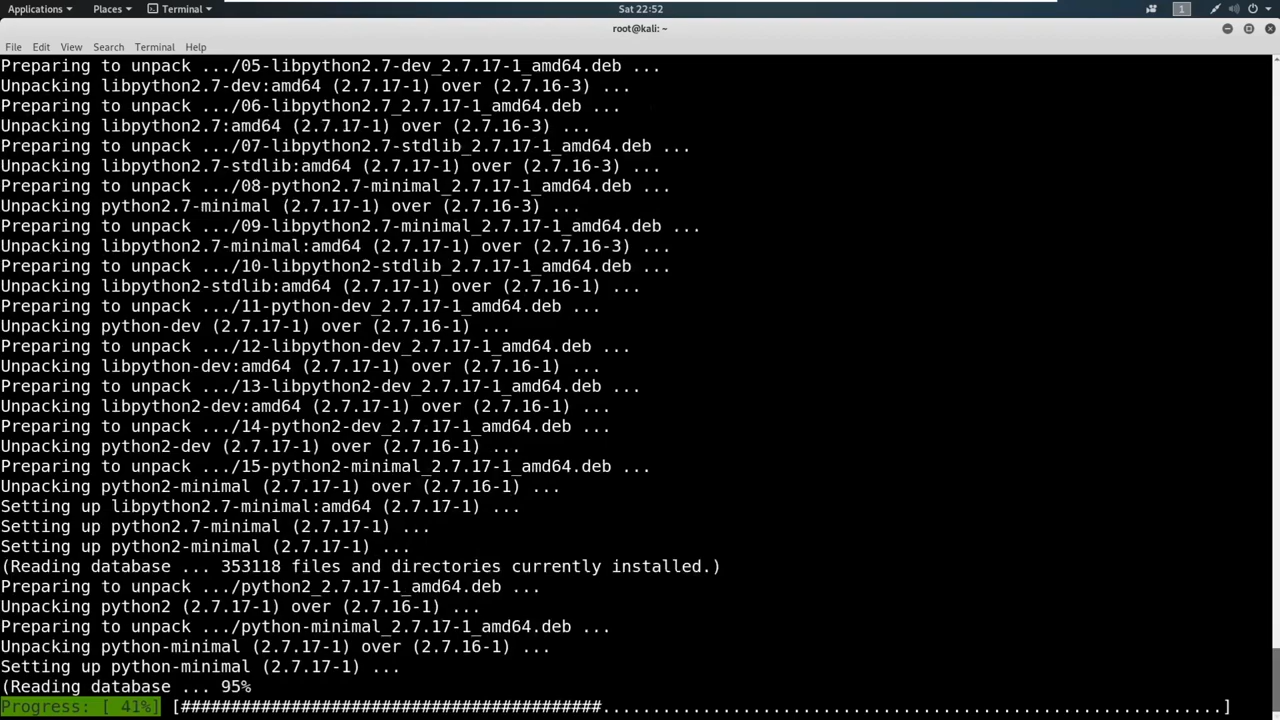 Applications Places Terminal Sat 22:52 1
root@kali: ~
File Edit View Search Terminal Help
Preparing to unpack .../05-libpython2.7-dev_2.7.17-1_amd64.deb ...
Unpacking libpython2.7-dev:amd64 (2.7.17-1) over (2.7.16-3) ...
Preparing to unpack .../06-libpython2.7_2.7.17-1_amd64.deb ...
Unpacking libpython2.7:amd64 (2.7.17-1) over (2.7.16-3) ...
Preparing to unpack .../07-libpython2.7-stdlib_2.7.17-1_amd64.deb ...
Unpacking libpython2.7-stdlib:amd64 (2.7.17-1) over (2.7.16-3) ...
Preparing to unpack .../08-python2.7-minimal_2.7.17-1_amd64.deb ...
Unpacking python2.7-minimal (2.7.17-1) over (2.7.16-3) ...
Preparing to unpack .../09-libpython2.7-minimal_2.7.17-1_amd64.deb ...
Unpacking libpython2.7-minimal:amd64 (2.7.17-1) over (2.7.16-3) ...
Preparing to unpack .../10-libpython2-stdlib_2.7.17-1_amd64.deb ...
Unpacking libpython2-stdlib:amd64 (2.7.17-1) over (2.7.16-1) ...
Preparing to unpack .../11-python-dev_2.7.17-1_amd64.deb ...
Unpacking python-dev (2.7.17-1) over (2.7.16-1) ...
Preparing to unpack .../12-libpython-dev_2.7.17-1_amd64.deb ...
Unpacking libpython-dev:amd64 (2.7.17-1) over (2.7.16-1) ...
Preparing to unpack .../13-libpython2-dev_2.7.17-1_amd64.deb ...
Unpacking libpython2-dev:amd64 (2.7.17-1) over (2.7.16-1) ...
Preparing to unpack .../14-python2-dev_2.7.17-1_amd64.deb ...
Unpacking python2-dev (2.7.17-1) over (2.7.16-1) ...
Preparing to unpack .../15-python2-minimal_2.7.17-1_amd64.deb ...
Unpacking python2-minimal (2.7.17-1) over (2.7.16-1) ...
Setting up libpython2.7-minimal:amd64 (2.7.17-1) ...
Setting up python2.7-minimal (2.7.17-1) ...
Setting up python2-minimal (2.7.17-1) ...
(Reading database ... 353118 files and directories currently installed.)
Preparing to unpack .../python2_2.7.17-1_amd64.deb ...
Unpacking python2 (2.7.17-1) over (2.7.16-1) ...
Preparing to unpack .../python-minimal_2.7.17-1_amd64.deb ...
Unpacking python-minimal (2.7.17-1) over (2.7.16-1) ...
Setting up python-minimal (2.7.17-1) ...
(Reading database ... 95%
Progress: [ 41%] [##########################################..............................................................]